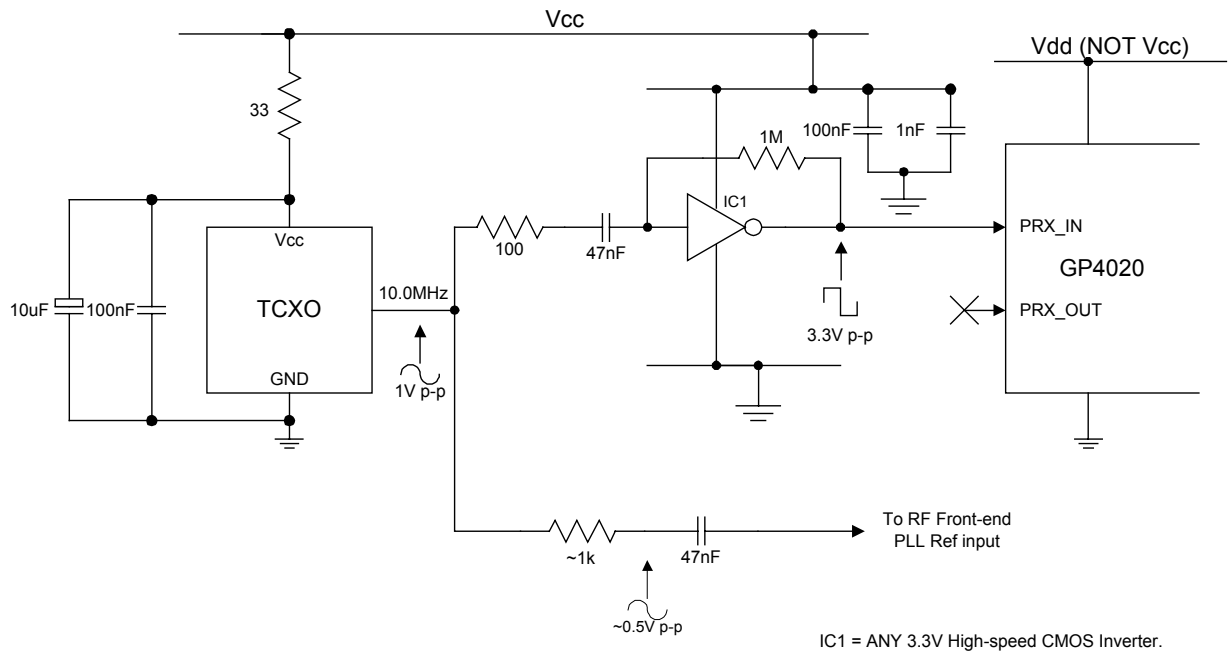 Vcc
Vdd (NOT Vcc)
33
1M
100nF
1nF
IC1
Vcc
100
47nF
PRX_IN
GP4020
10uF
100nF
TCXO
10.0MHz
PRX_OUT
3.3V p-p
GND
1V p-p
To RF Front-end
PLL Ref input
~1k
47nF
~0.5V p-p
IC1 = ANY 3.3V High-speed CMOS Inverter.